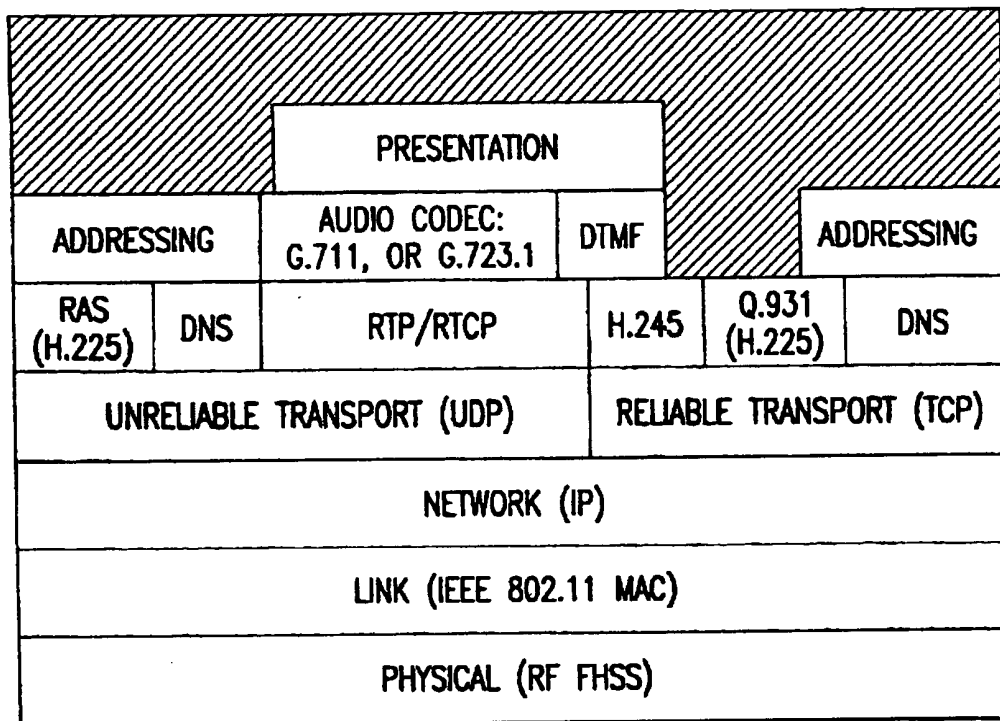 PRESENTATION
ADDRESSING
AUDIO CODEC:
G.711, OR G.723.1
DTMF
ADDRESSING
RAS
(H.225)
DNS
RTP/RTCP
H.245
Q.931
(H.225)
DNS
UNRELIABLE TRANSPORT (UDP)
RELIABLE TRANSPORT (TCP)
NETWORK (IP)
LINK (IEEE 802.11 MAC)
PHYSICAL (RF FHSS)